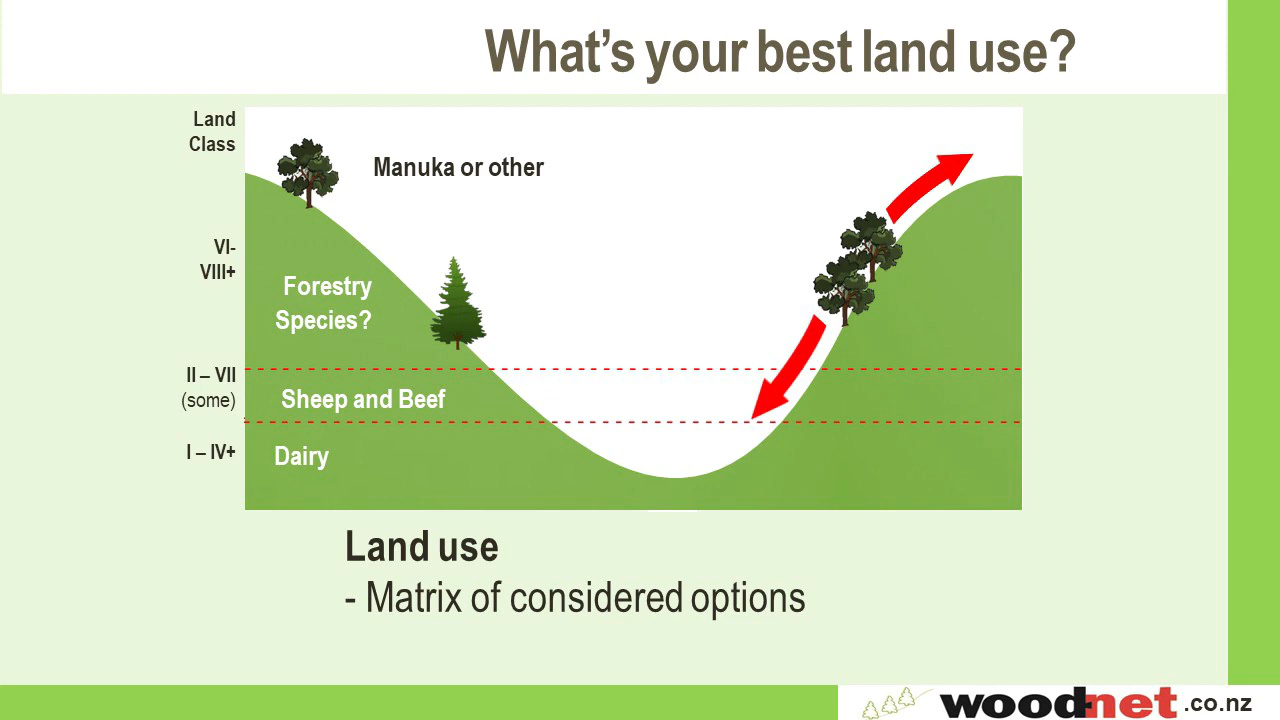 What's your best land use?
Land
Class
Manuka or other
VI-
VIII+
Forestry
Species?
II – VII
(some)
Sheep and Beef
I – IV+
Dairy
Land use
- Matrix of considered options
woodnet.co.nz